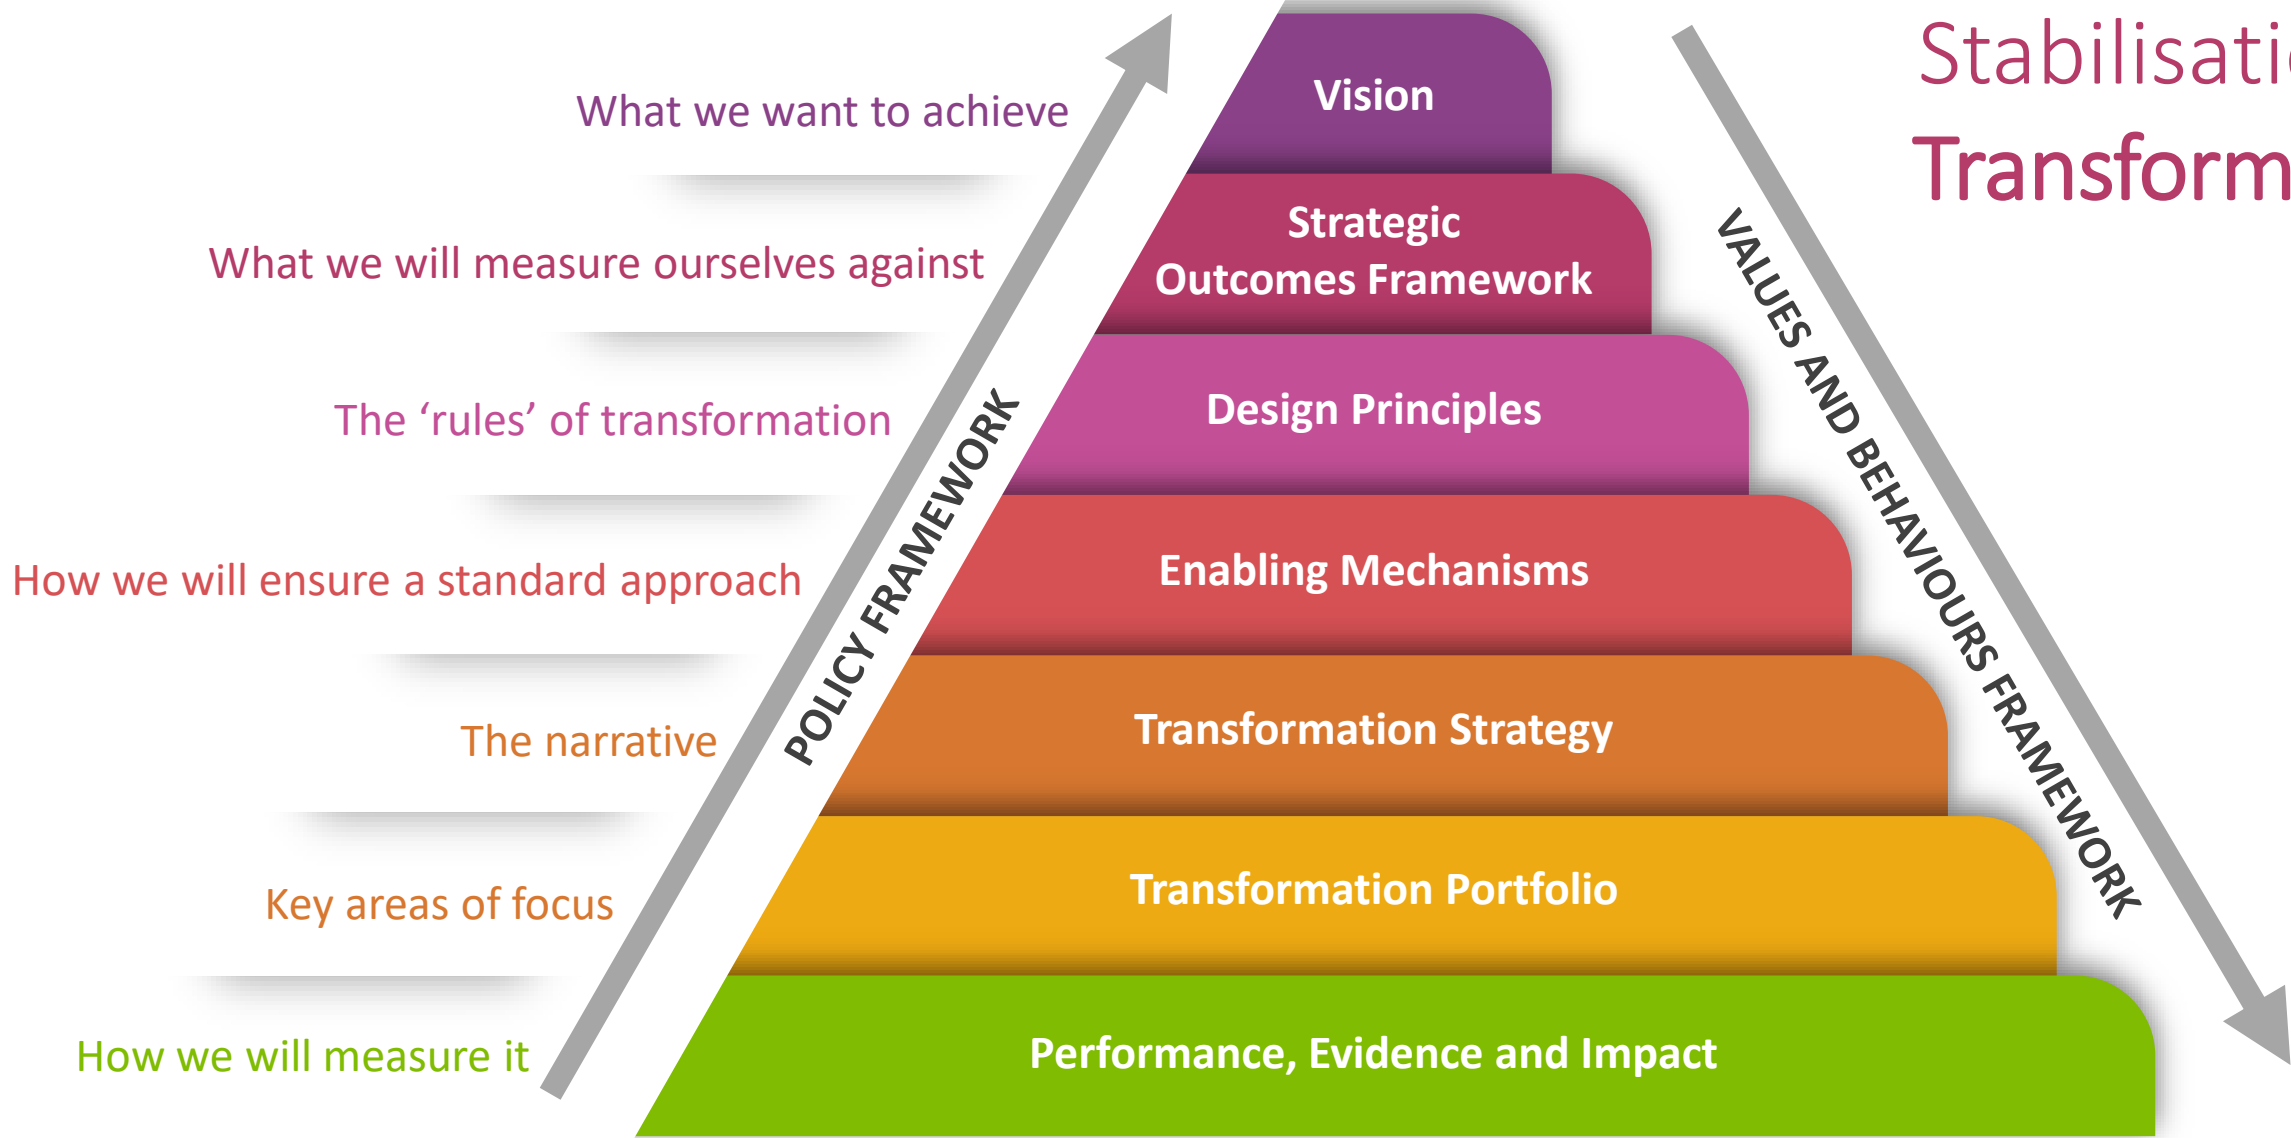 Stabilisatio
Transform
What we want to achieve
Vision
What we will measure ourselves against
Strategic
Outcomes Framework
The ‘rules’ of transformation
Design Principles
How we will ensure a standard approach
Enabling Mechanisms
The narrative
Transformation Strategy
Key areas of focus
Transformation Portfolio
How we will measure it
Performance, Evidence and Impact
POLICY FRAMEWORK
VALUES AND BEHAVIOURS FRAMEWORK